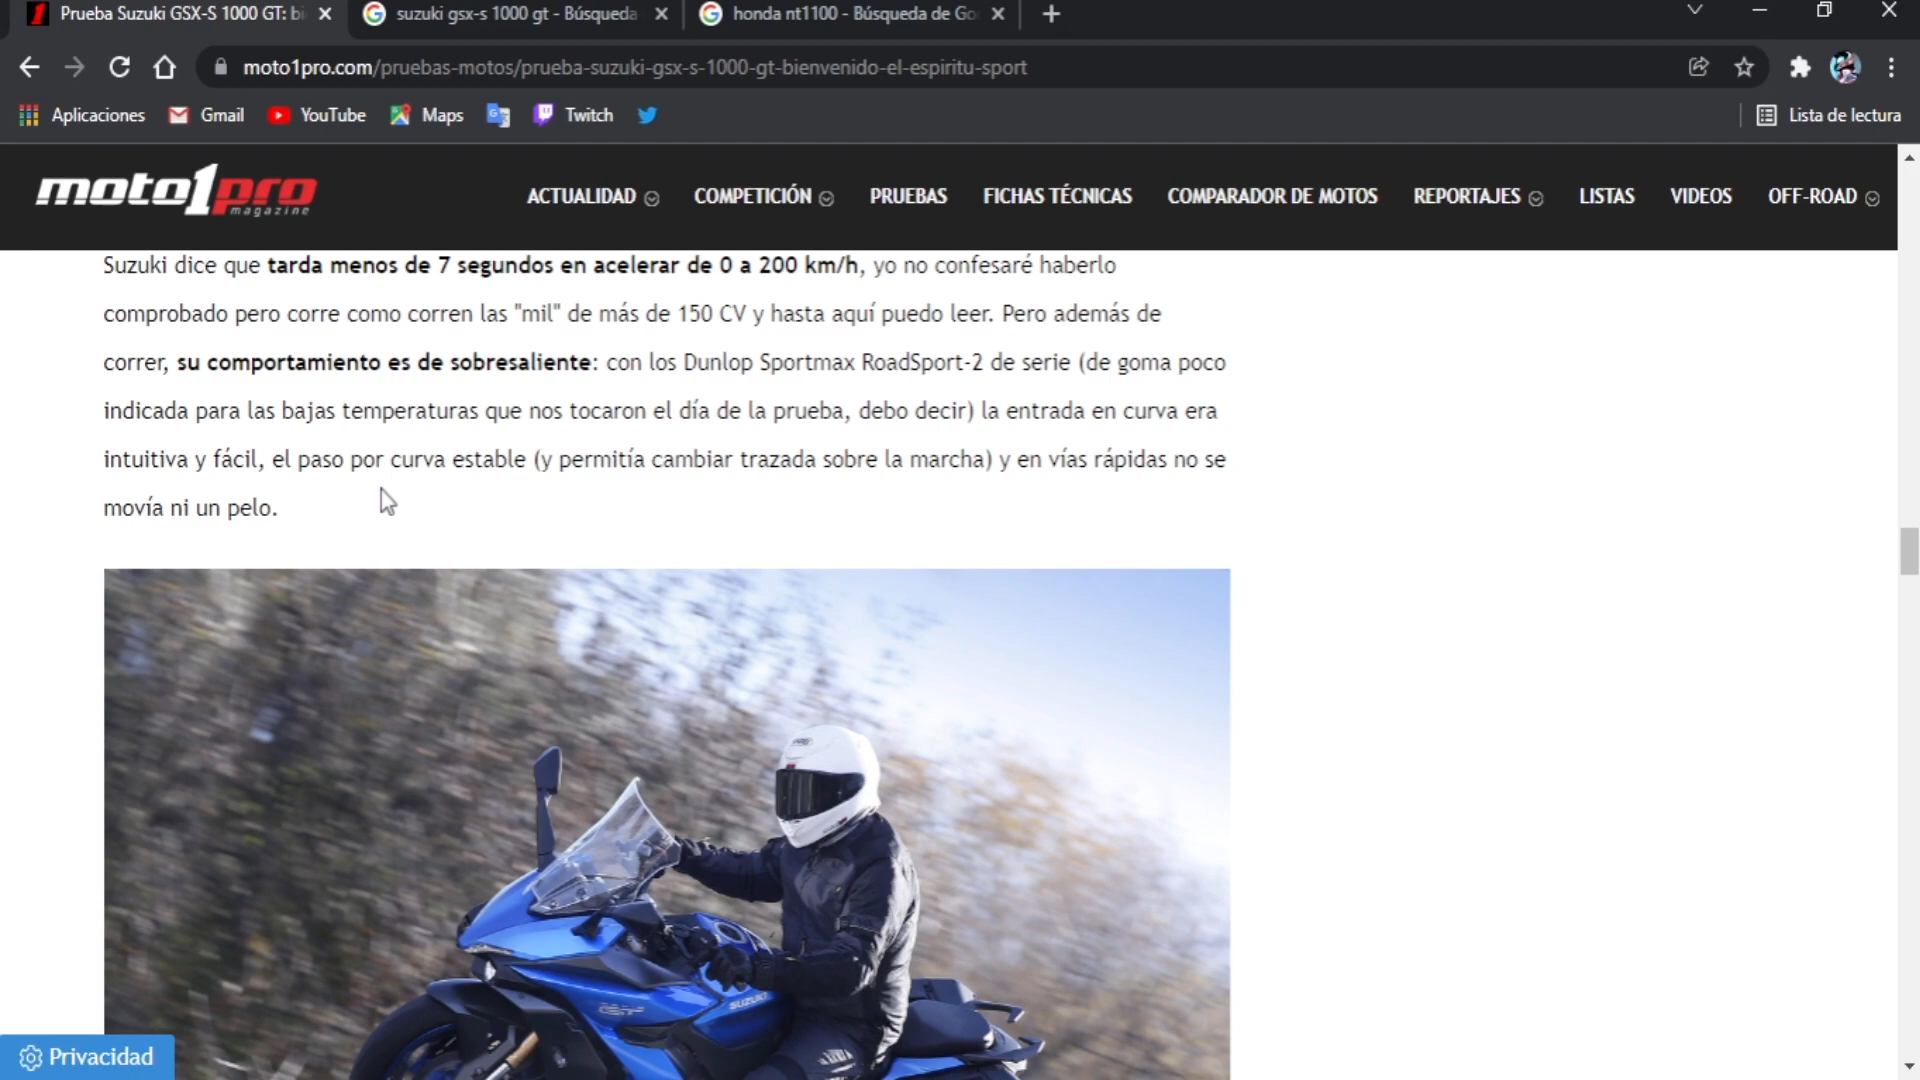 Prueba Suzuki GSX-S 1000 GT: bi
suzuki gsx-s 1000 gt - Búsqueda
honda nt1100 - Búsqueda de Go
moto1pro.com/pruebas-motos/prueba-suzuki-gsx-s-1000-gt-bienvenido-el-espiritu-sport
Aplicaciones Gmail YouTube Maps Twitch Lista de lectura
moto1pro
magazine
ACTUALIDAD COMPETICIÓN PRUEBAS FICHAS TÉCNICAS COMPARADOR DE MOTOS REPORTAJES LISTAS VIDEOS OFF-ROAD
Suzuki dice que tarda menos de 7 segundos en acelerar de 0 a 200 km/h, yo no confesaré haberlo
comprobado pero corre como corren las "mil" de más de 150 CV y hasta aquí puedo leer. Pero además de
correr, su comportamiento es de sobresaliente: con los Dunlop Sportmax RoadSport-2 de serie (de goma poco
indicada para las bajas temperaturas que nos tocaron el día de la prueba, debo decir) la entrada en curva era
intuitiva y fácil, el paso por curva estable (y permitía cambiar trazada sobre la marcha) y en vías rápidas no se
movía ni un pelo.
SUZUKI
GT
Privacidad